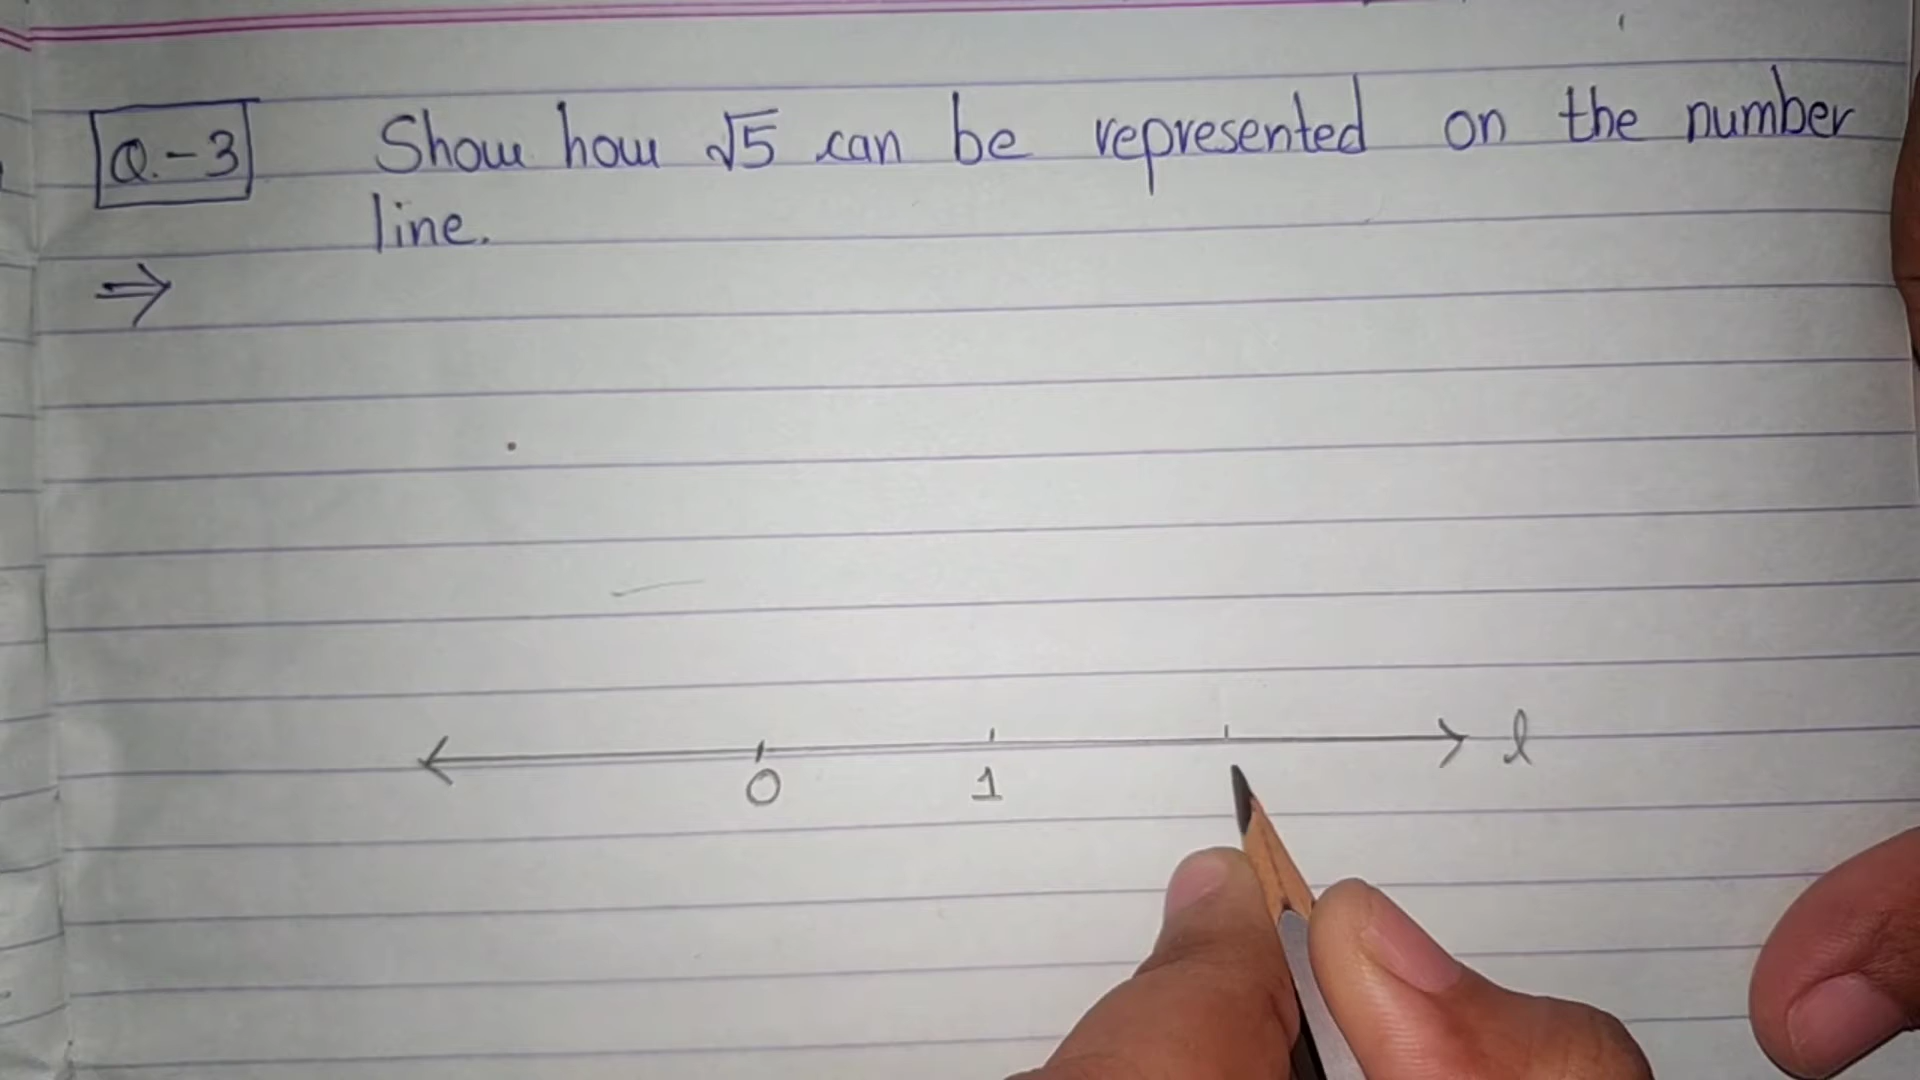 Q.-3 Show how √5 can be represented on the number
line.
⇒
0 1 l